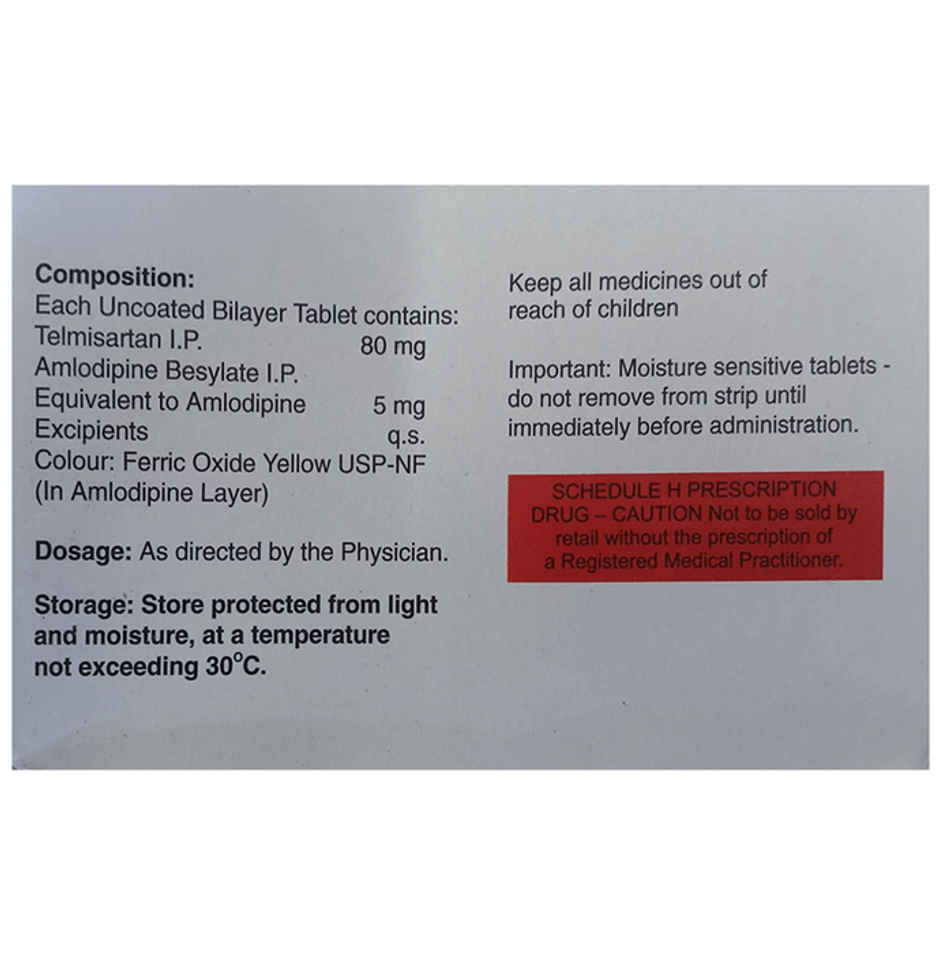 Composition:
Each Uncoated Bilayer Tablet contains:
Telmisartan I.P. 80 mg
Amlodipine Besylate I.P.
Equivalent to Amlodipine 5 mg
Excipients q.s.
Colour: Ferric Oxide Yellow USP-NF
(In Amlodipine Layer)
Dosage: As directed by the Physician.
Storage: Store protected from light
and moisture, at a temperature
not exceeding 30°C.
Keep all medicines out of
reach of children
Important: Moisture sensitive tablets -
do not remove from strip until
immediately before administration.
SCHEDULE H PRESCRIPTION
DRUG – CAUTION Not to be sold by
retail without the prescription of
a Registered Medical Practitioner.